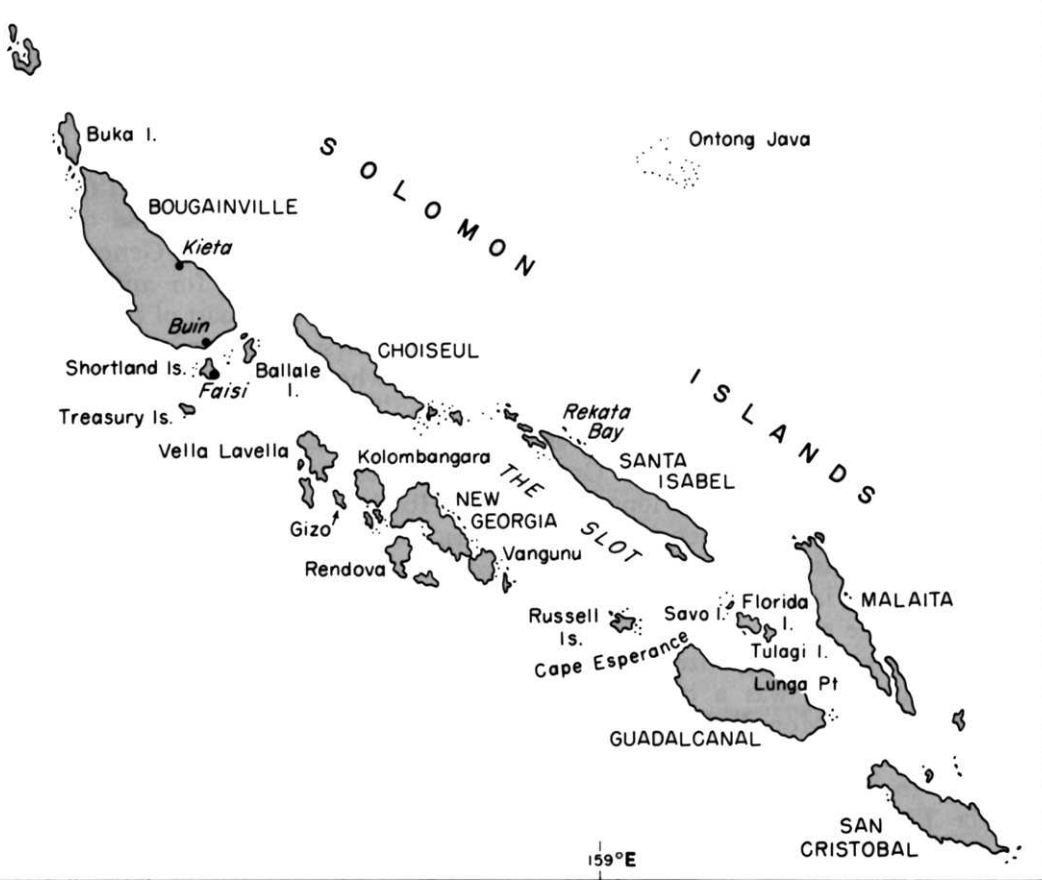 Buka I.
Ontong Java
SOLOMON
BOUGAINVILLE
Kieta
Buin
CHOISEUL
Shortland Is.
Ballale
I.
Faisi
Treasury Is.
ISLANDS
Rekata
Bay
Vella Lavella
Kolombangara
THE
SLOT
SANTA
ISABEL
NEW
GEORGIA
Gizo
Vangunu
Rendova
Russell
Is.
Savo I.
Florida
I.
MALAITA
Tulagi I.
Cape Esperance
Lunga Pt
GUADALCANAL
SAN
CRISTOBAL
159°E